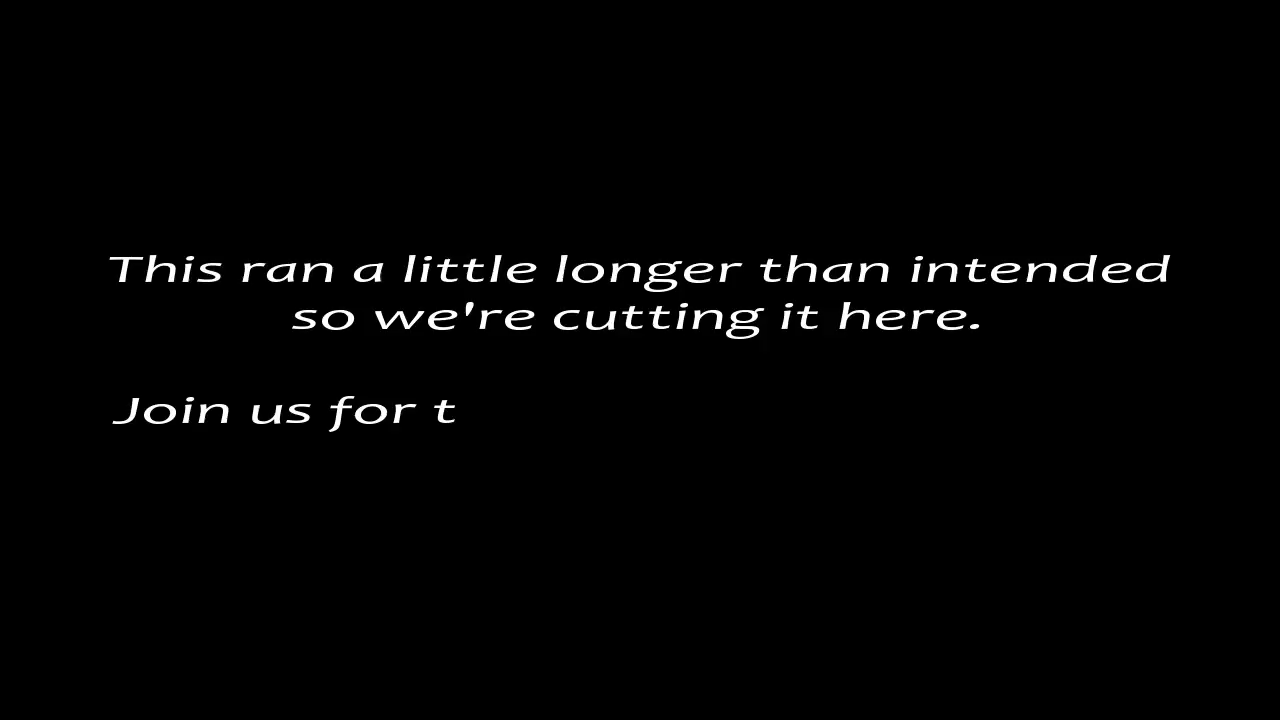 This ran a little longer than intended
so we're cutting it here.
Join us for t